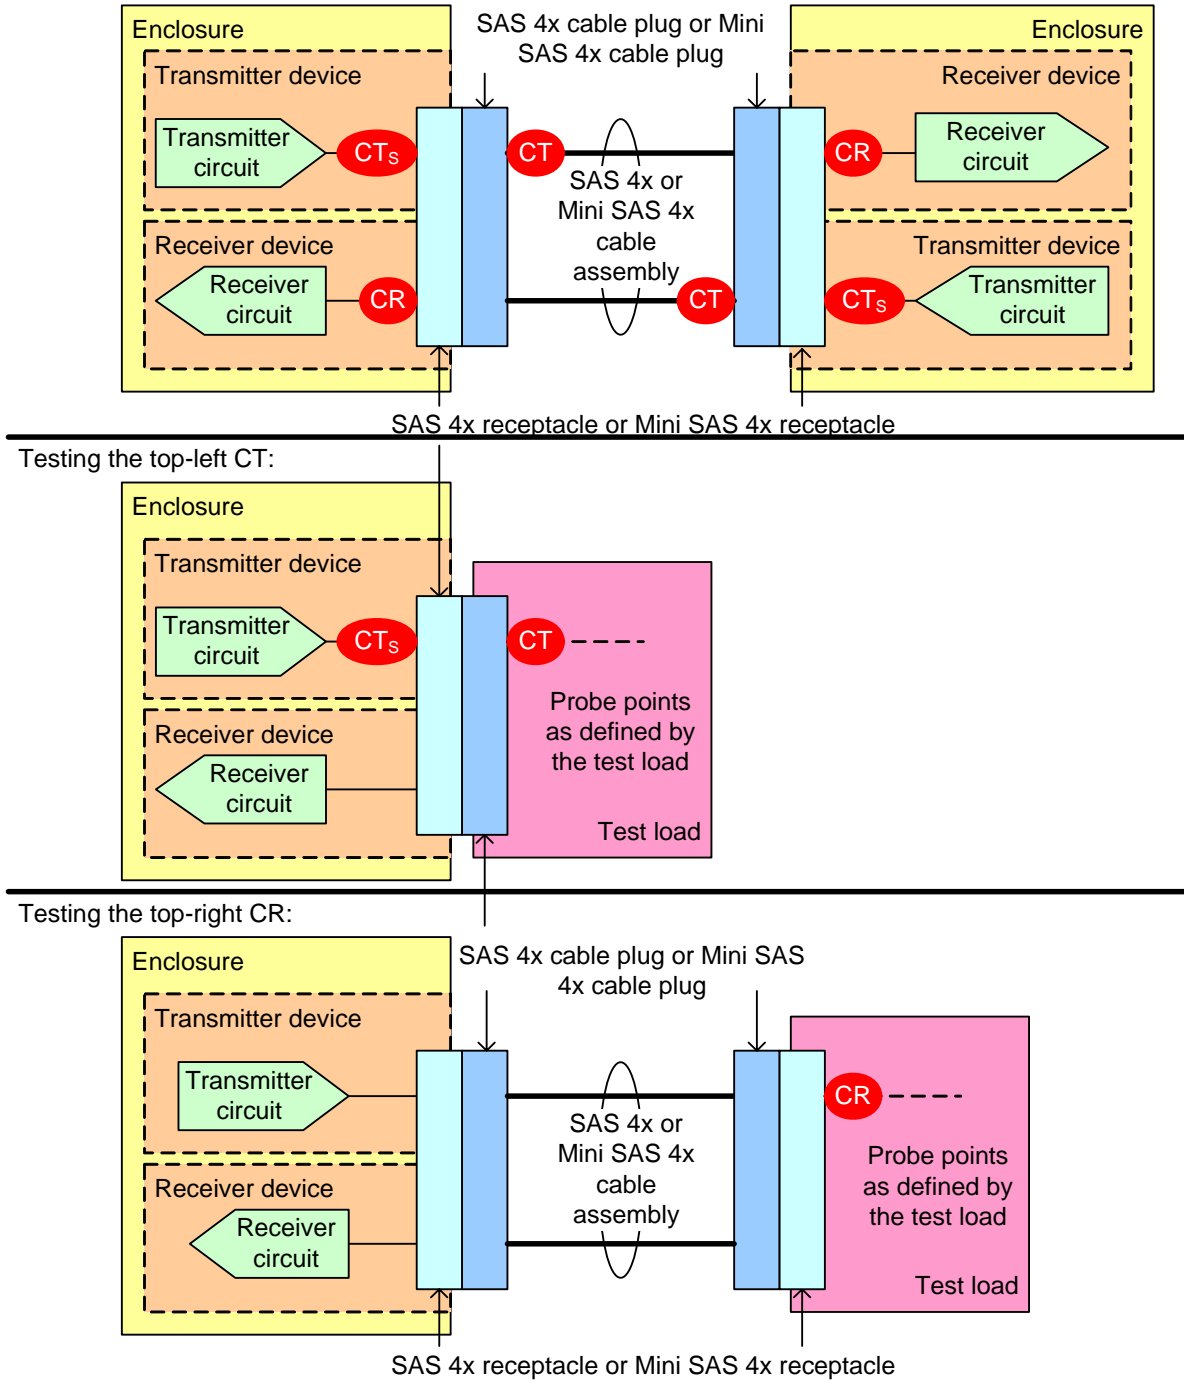 Enclosure
SAS 4x cable plug or Mini
SAS 4x cable plug
Enclosure
Transmitter device
Receiver device
Transmitter
circuit
CTS
CT
CR
Receiver
circuit
SAS 4x or
Mini SAS 4x
cable
assembly
Receiver device
Transmitter device
Receiver
circuit
CR
CT
CTS
Transmitter
circuit
SAS 4x receptacle or Mini SAS 4x receptacle
Testing the top-left CT:
Enclosure
Transmitter device
Transmitter
circuit
CTS
CT
Probe points
as defined by
the test load
Receiver device
Receiver
circuit
Test load
Testing the top-right CR:
SAS 4x cable plug or Mini SAS
4x cable plug
Enclosure
Transmitter device
Transmitter
circuit
CR
SAS 4x or
Mini SAS 4x
cable
assembly
Probe points
as defined by
the test load
Receiver device
Receiver
circuit
Test load
SAS 4x receptacle or Mini SAS 4x receptacle